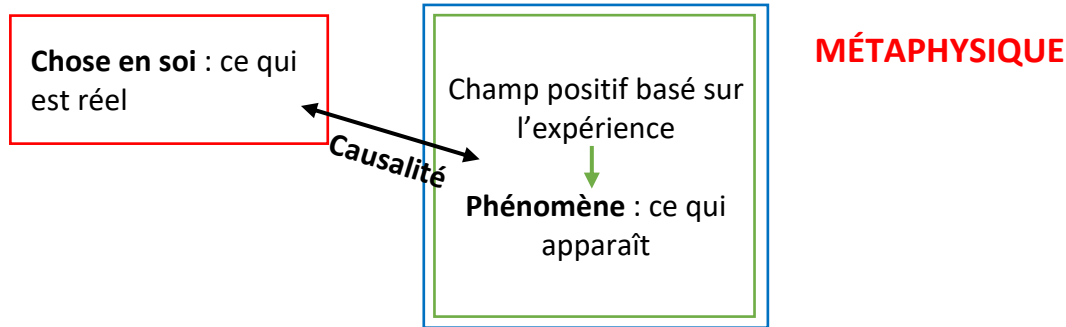 Chose en soi : ce qui
est réel
Causalité
Champ positif basé sur
l’expérience
Phénomène : ce qui
apparaît
MÉTAPHYSIQUE